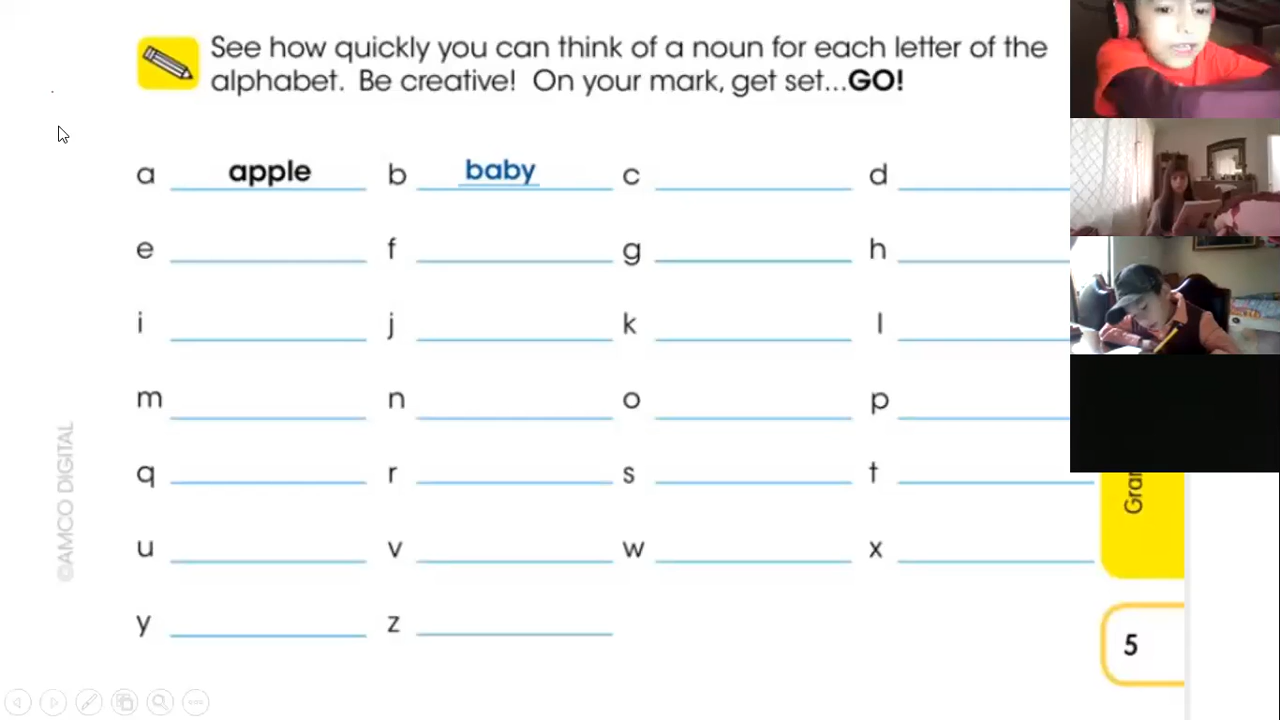 See how quickly you can think of a noun for each letter of the
alphabet. Be creative! On your mark, get set...GO!
a apple b baby c d
e f g h
i j k l
m n o p
q r s t
u v w x
y z
©AMCO DIGITAL
5